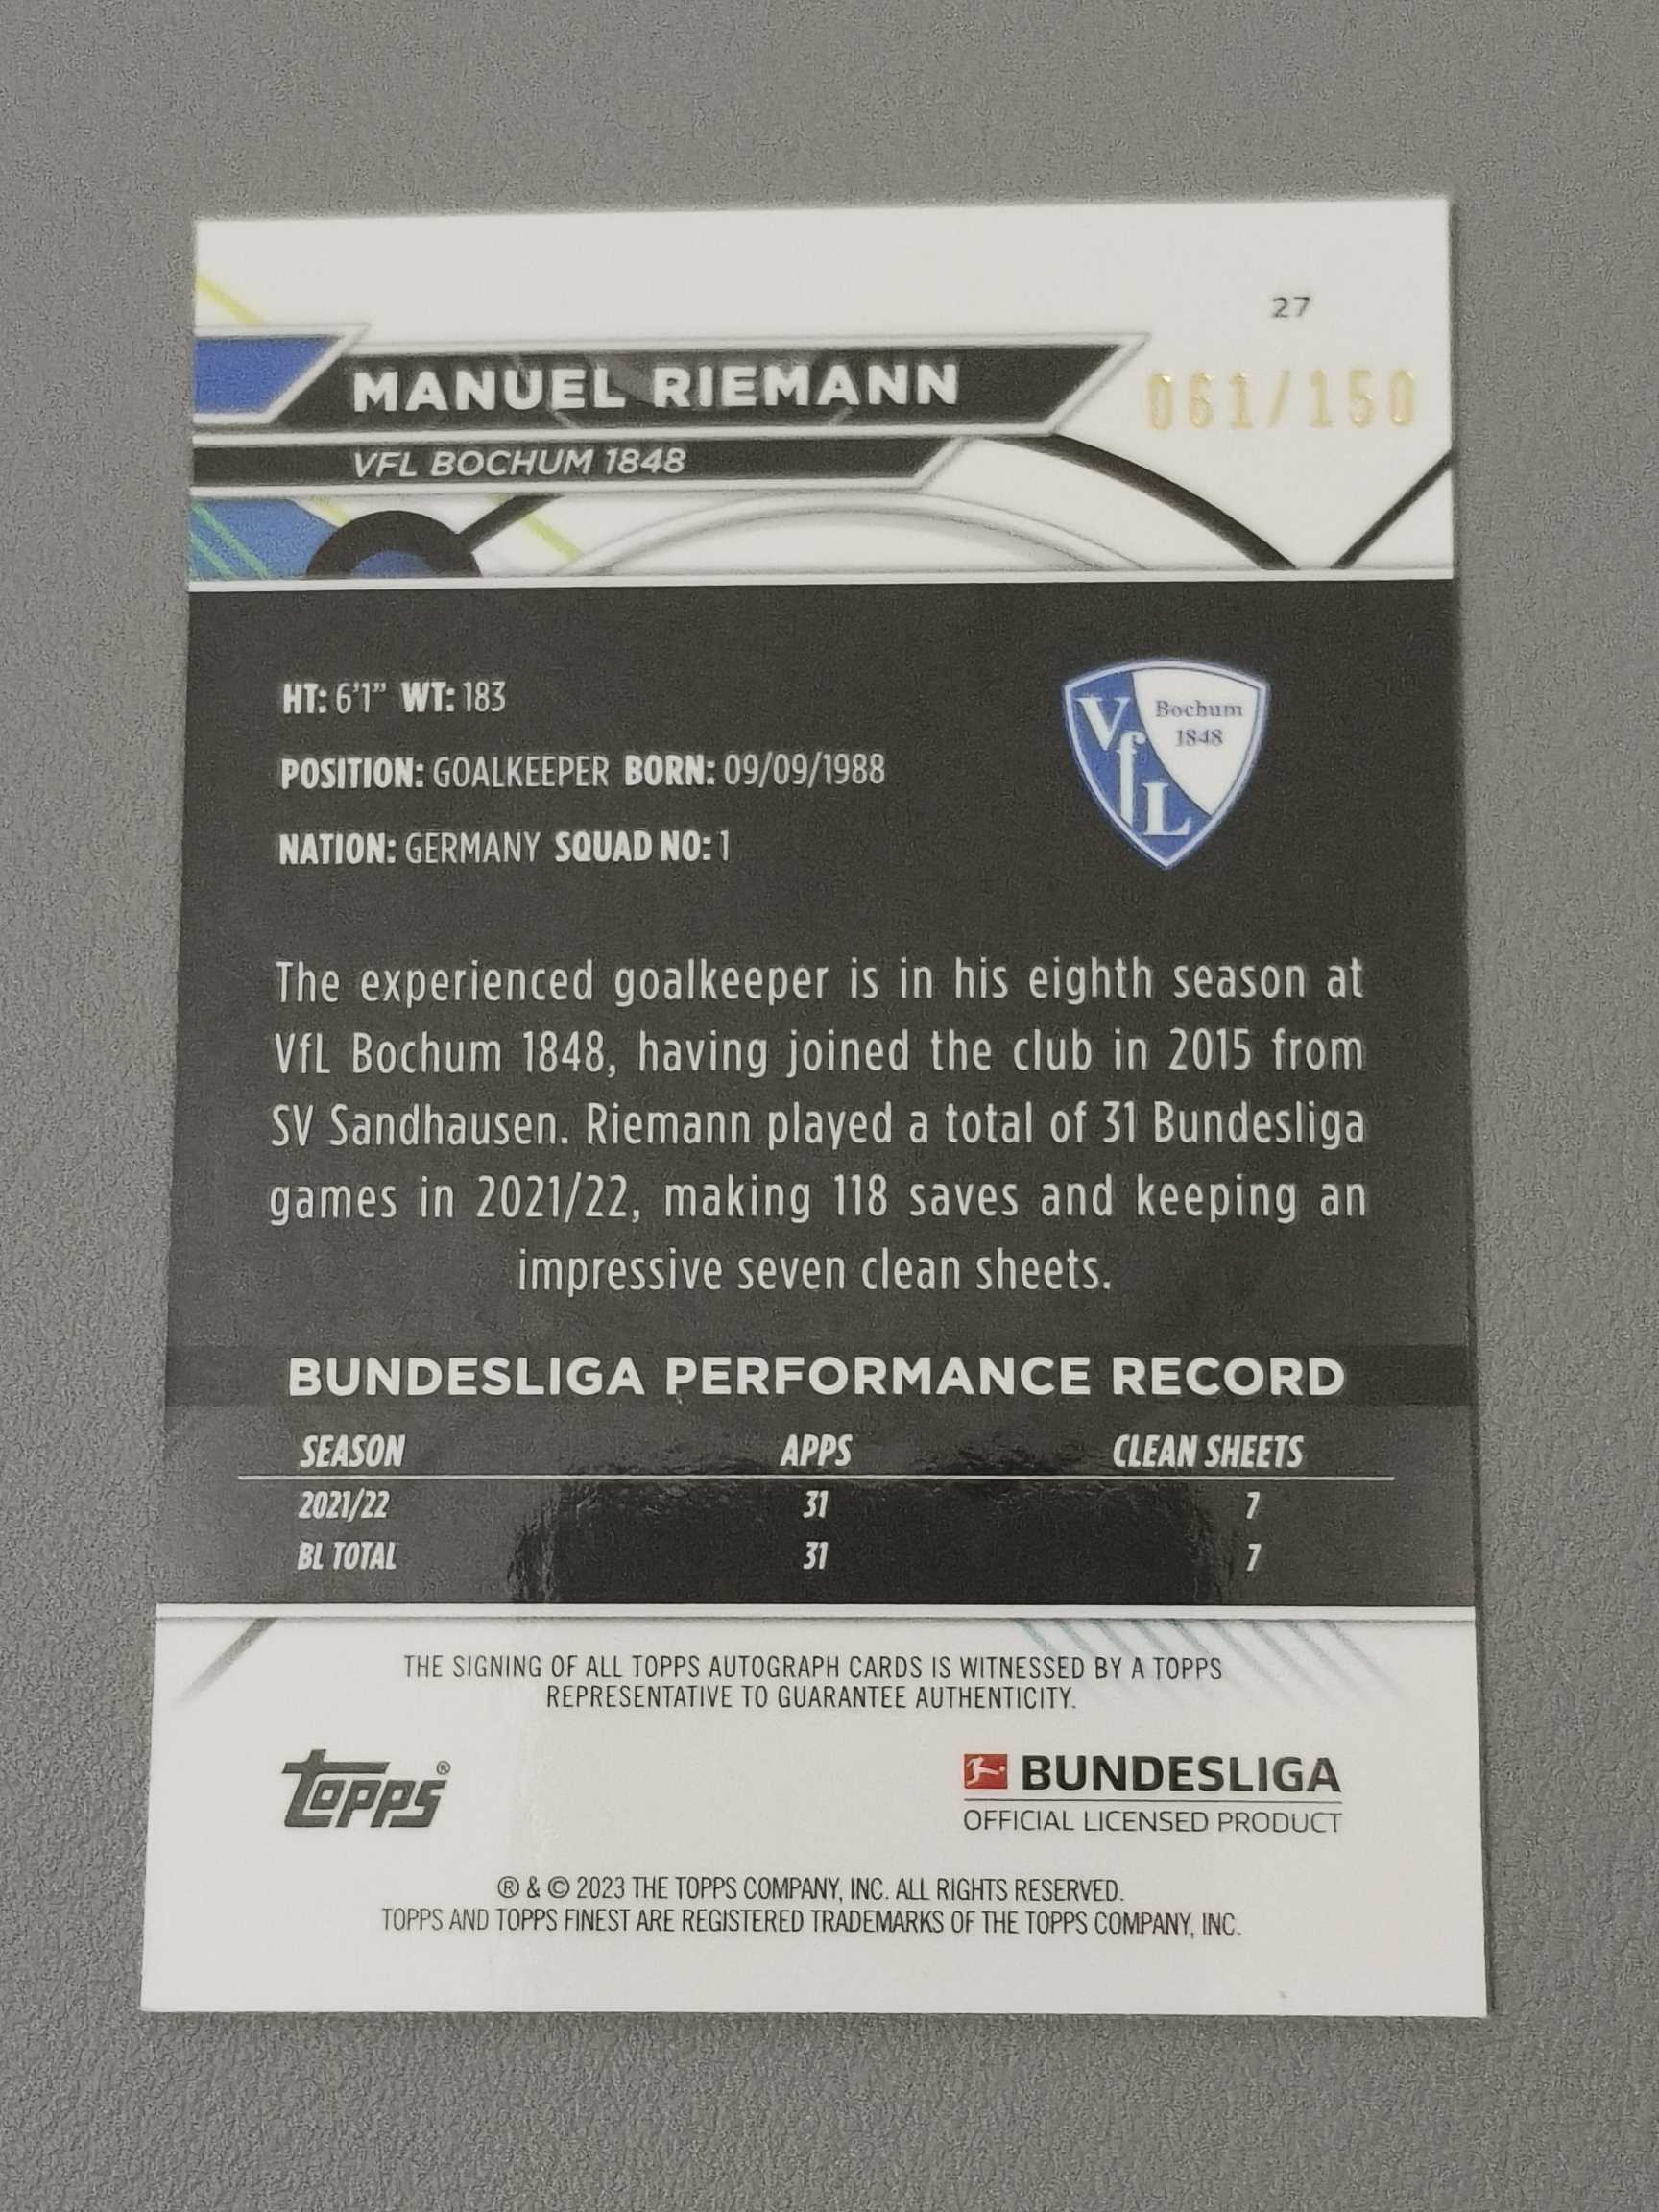 27
MANUEL RIEMANN
061/150
VFL BOCHUM 1848
HT: 6'1” WT: 183
POSITION: GOALKEEPER BORN: 09/09/1988
NATION: GERMANY SQUAD NO: 1
VfL
Bochum
1848
The experienced goalkeeper is in his eighth season at
VfL Bochum 1848, having joined the club in 2015 from
SV Sandhausen. Riemann played a total of 31 Bundesliga
games in 2021/22, making 118 saves and keeping an
impressive seven clean sheets.
BUNDESLIGA PERFORMANCE RECORD
SEASON APPS CLEAN SHEETS
2021/22 31 7
BL TOTAL 31 7
THE SIGNING OF ALL TOPPS AUTOGRAPH CARDS IS WITNESSED BY A TOPPS
REPRESENTATIVE TO GUARANTEE AUTHENTICITY.
topps®
BUNDESLIGA
OFFICIAL LICENSED PRODUCT
® & © 2023 THE TOPPS COMPANY, INC. ALL RIGHTS RESERVED.
TOPPS AND TOPPS FINEST ARE REGISTERED TRADEMARKS OF THE TOPPS COMPANY, INC.